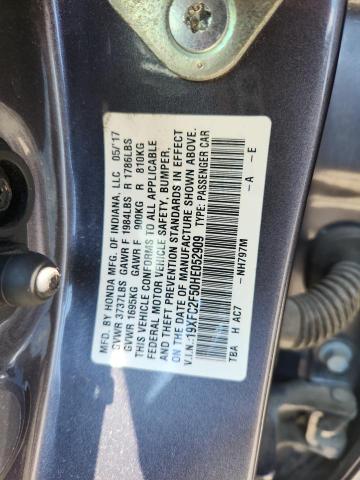 MFD. BY HONDA MFG. OF INDIANA, LLC 05/17
GVWR 3737LBS GAWR F 1984LBS R 1786LBS
GVWR 1695KG GAWR F 900KG R 810KG
THIS VEHICLE CONFORMS TO ALL APPLICABLE
FEDERAL MOTOR VEHICLE SAFETY, BUMPER,
AND THEFT PREVENTION STANDARDS IN EFFECT
ON THE DATE OF MANUFACTURE SHOWN ABOVE.
V.I.N.: 19XFC2F50HE052909 TYPE: PASSENGER CAR
NH797M -A -E
TBA H AC7